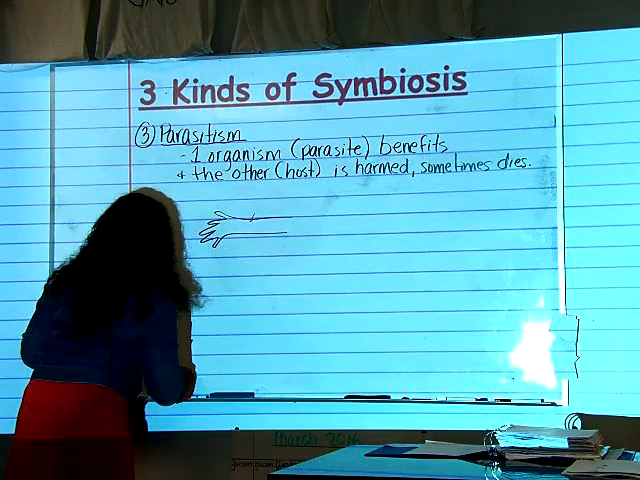 3 Kinds of Symbiosis
③ Parasitism
- 1 organism (parasite) benefits
+ the other (host) is harmed, sometimes dies.
March 2016